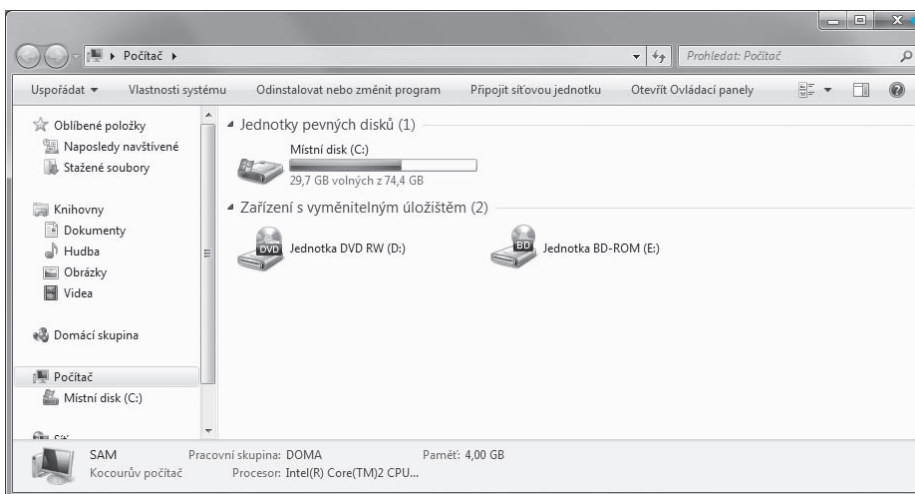 Počítač
Prohledat: Počítač
Uspořádat Vlastnosti systému Odinstalovat nebo změnit program Připojit síťovou jednotku Otevřít Ovládací panely
Oblíbené položky
Naposledy navštívené
Stažené soubory
Knihovny
Dokumenty
Hudba
Obrázky
Videa
Domácí skupina
Počítač
Místní disk (C:)
Jednotky pevných disků (1)
Místní disk (C:)
29,7 GB volných z 74,4 GB
Zařízení s vyměnitelným úložištěm (2)
DVD
Jednotka DVD RW (D:)
BD
Jednotka BD-ROM (E:)
SAM Pracovní skupina: DOMA Paměť: 4,00 GB
Kocourův počítač Procesor: Intel(R) Core(TM)2 CPU...